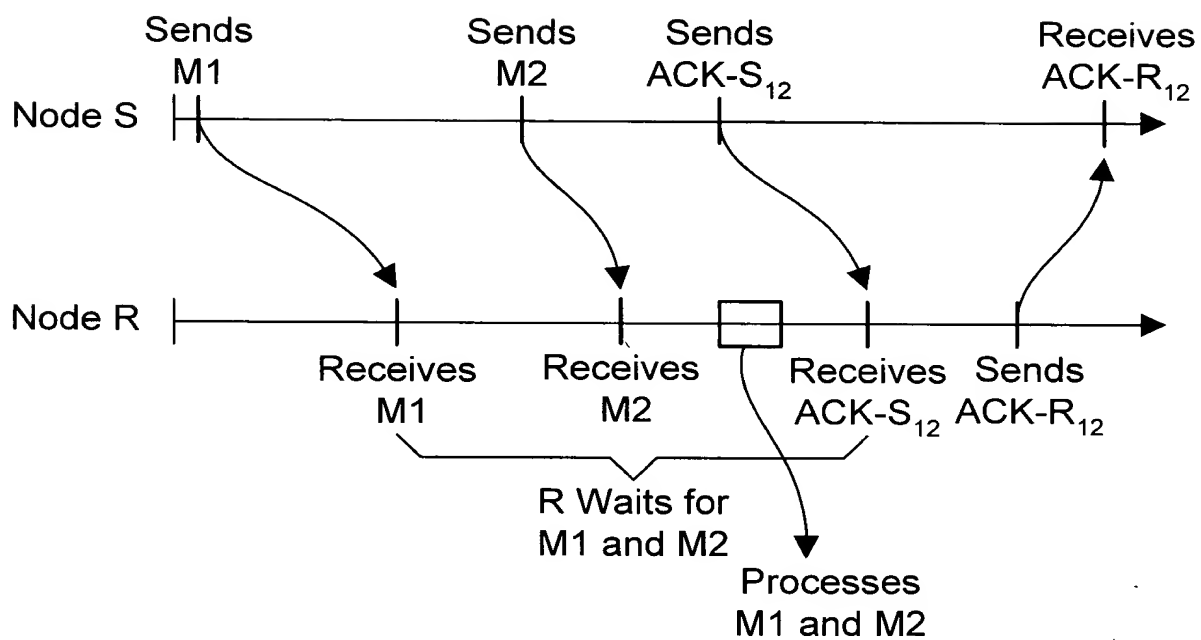 Sends
M1
Sends
M2
Sends
ACK-S₁₂
Receives
ACK-R₁₂
Node S
Node R
Receives
M1
Receives
M2
Receives
ACK-S₁₂
Sends
ACK-R₁₂
R Waits for
M1 and M2
Processes
M1 and M2